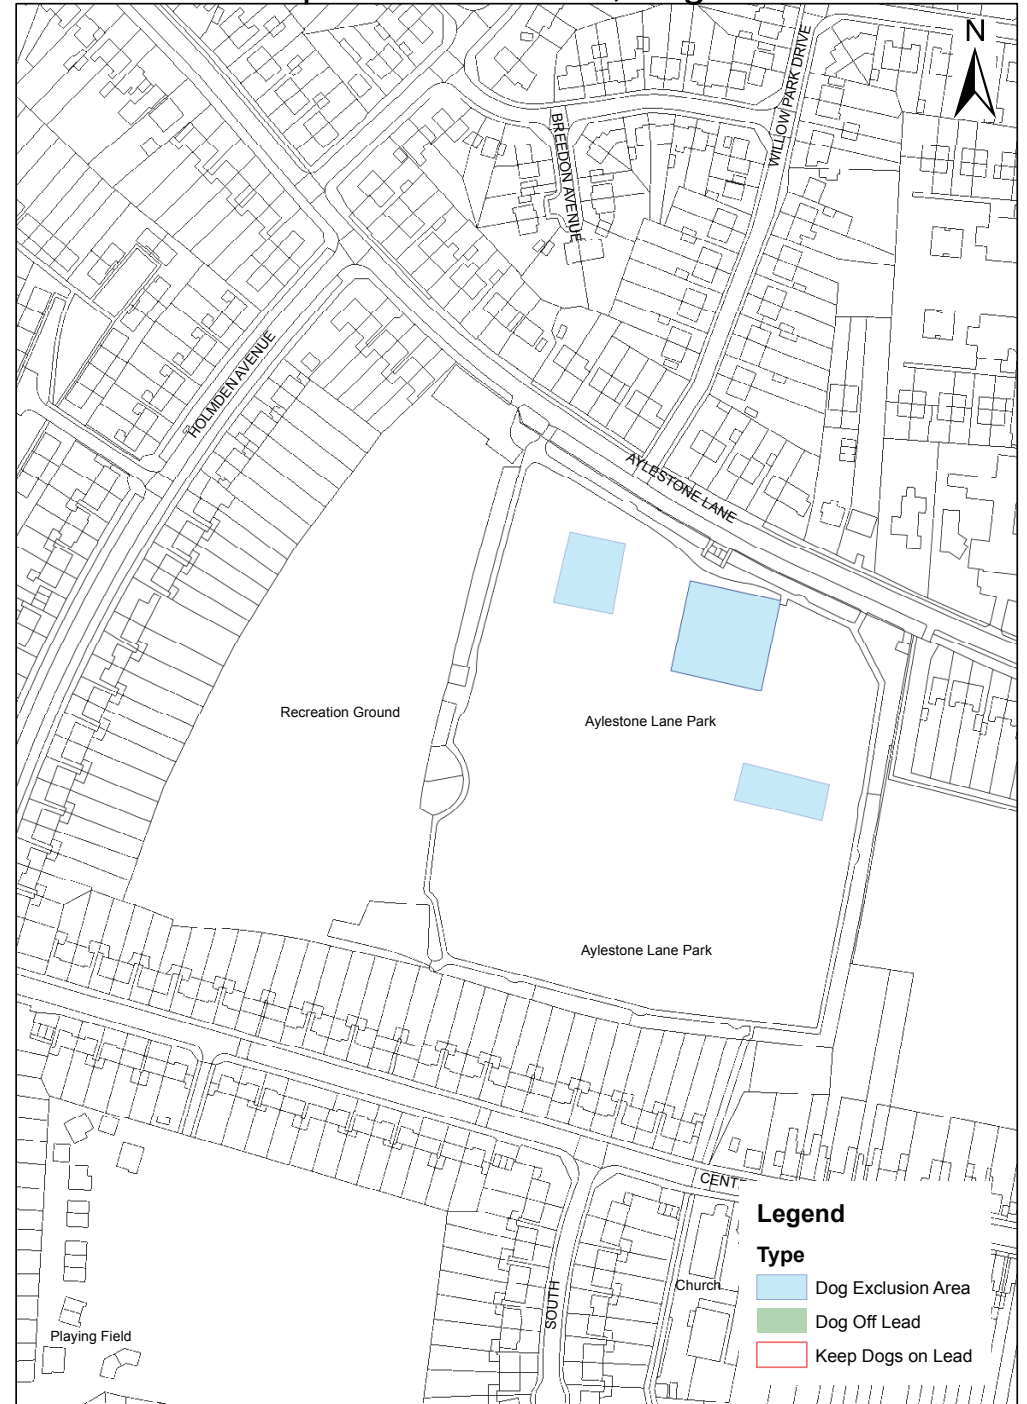 N
WILLOW PARK DRIVE
BREEDON AVENUE
HOLMDEN AVENUE
AYLESTONE LANE
Recreation Ground
Aylestone Lane Park
Aylestone Lane Park
CENT
SOUTH
Church
Playing Field
Legend
Type
Dog Exclusion Area
Dog Off Lead
Keep Dogs on Lead